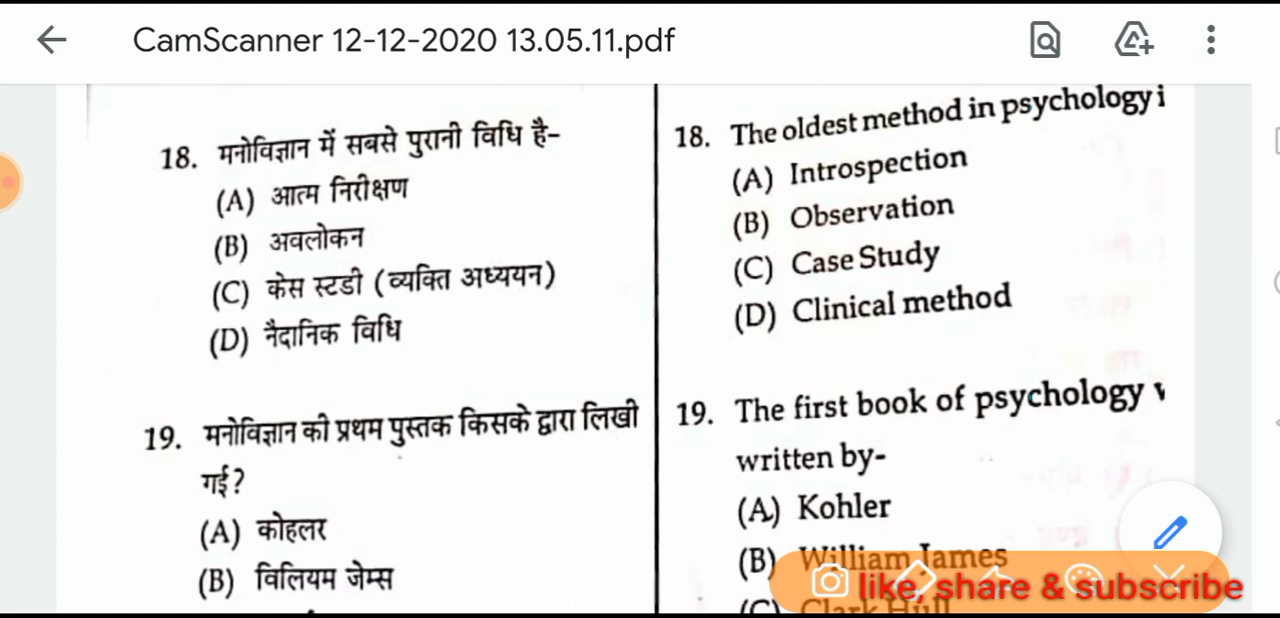 CamScanner 12-12-2020 13.05.11.pdf
18. मनोविज्ञान में सबसे पुरानी विधि है-
(A) आत्म निरीक्षण
(B) अवलोकन
(C) केस स्टडी (व्यक्ति अध्ययन)
(D) नैदानिक विधि
19. मनोविज्ञान की प्रथम पुस्तक किसके द्वारा लिखी
गई?
(A) कोहलर
(B) विलियम जेम्स
18. The oldest method in psychology i
(A) Introspection
(B) Observation
(C) Case Study
(D) Clinical method
19. The first book of psychology
written by-
(A) Kohler
(B) William James
(C) Clark Hull
like, share & subscribe